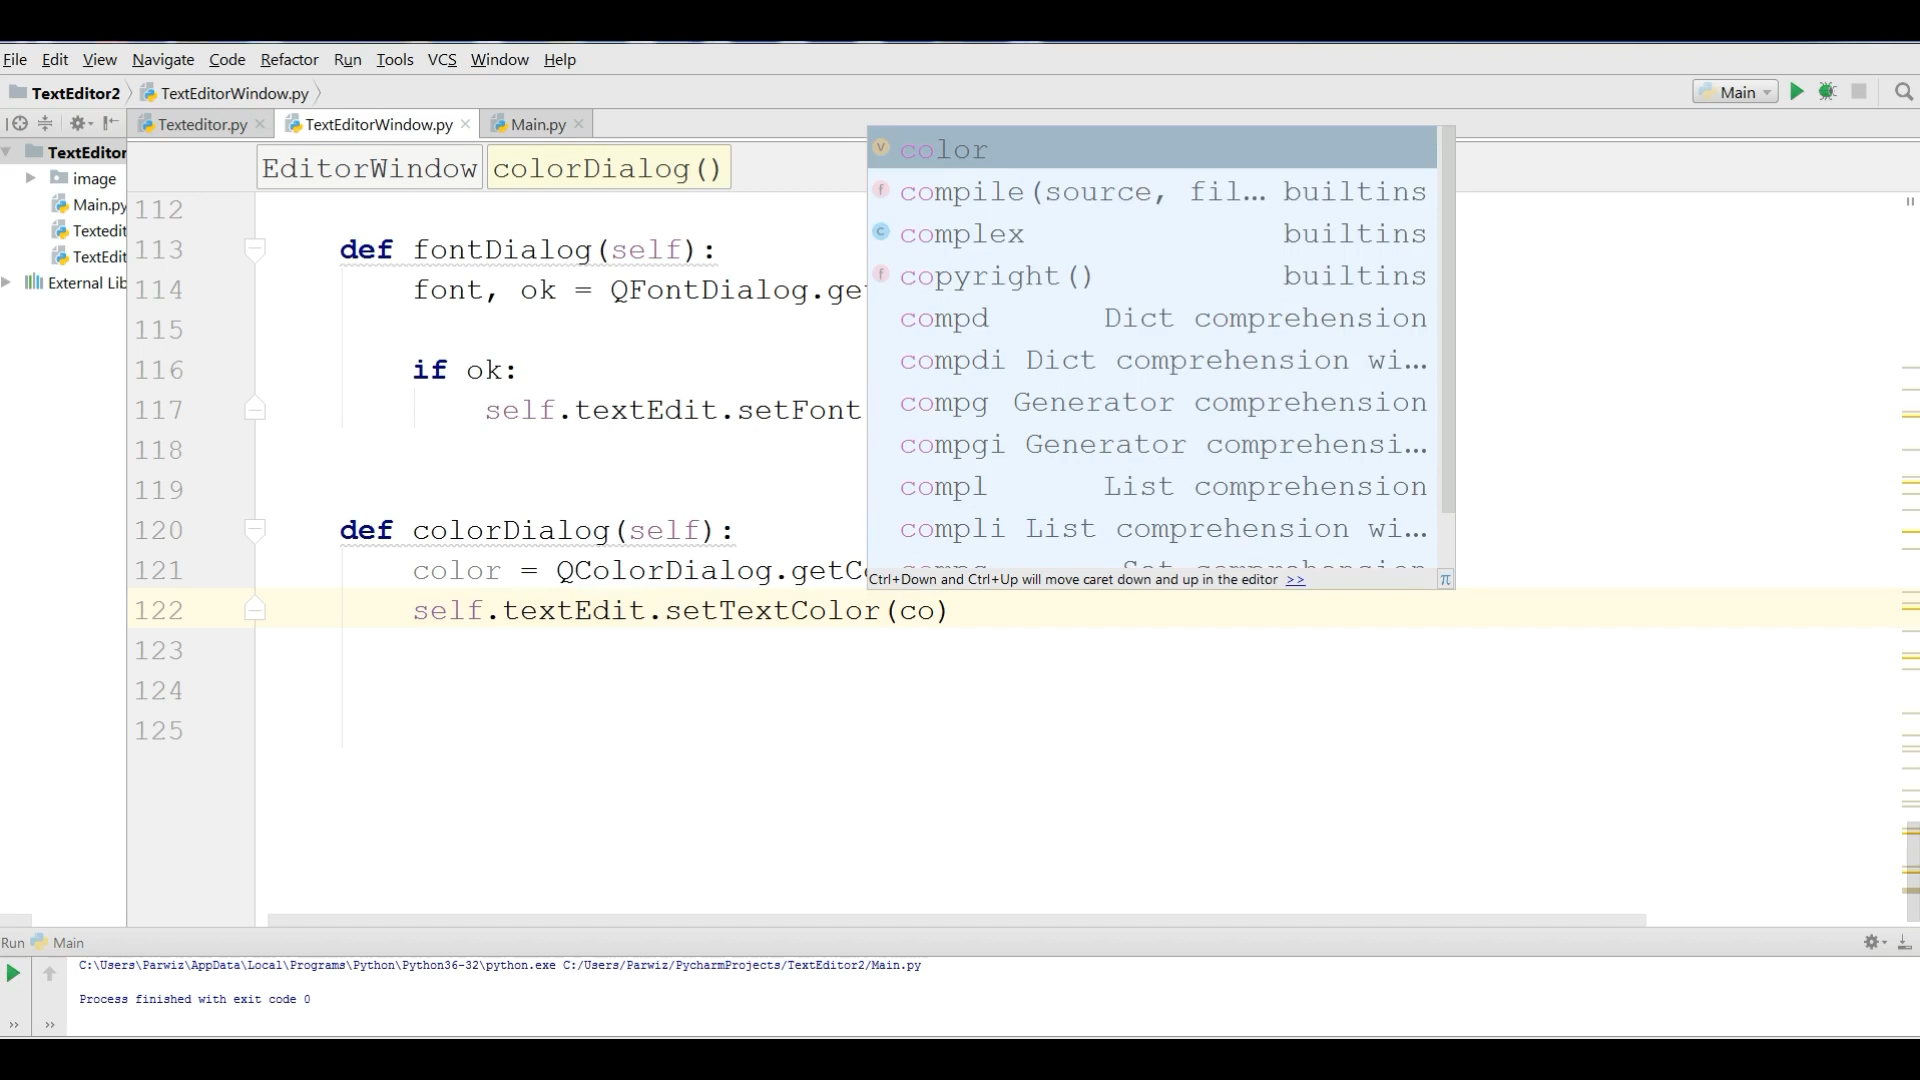 File Edit View Navigate Code Refactor Run Tools VCS Window Help
TextEditor2 TextEditorWindow.py Main
Texteditor.py TextEditorWindow.py Main.py
TextEditor
image
Main.py
Textedit
TextEdit
External Lib
EditorWindow colorDialog()
112
113 def fontDialog(self):
114 font, ok = QFontDialog.get
115
116 if ok:
117 self.textEdit.setFont
118
119
120 def colorDialog(self):
121 color = QColorDialog.getCo
122 self.textEdit.setTextColor(co)
123
124
125
color
compile(source, fil... builtins
complex builtins
copyright() builtins
compd Dict comprehension
compdi Dict comprehension wi...
compg Generator comprehension
compgi Generator comprehensi...
compl List comprehension
compli List comprehension wi...
Ctrl+Down and Ctrl+Up will move caret down and up in the editor >>
Run Main
C:\Users\Parwiz\AppData\Local\Programs\Python\Python36-32\python.exe C:/Users/Parwiz/PycharmProjects/TextEditor2/Main.py
Process finished with exit code 0